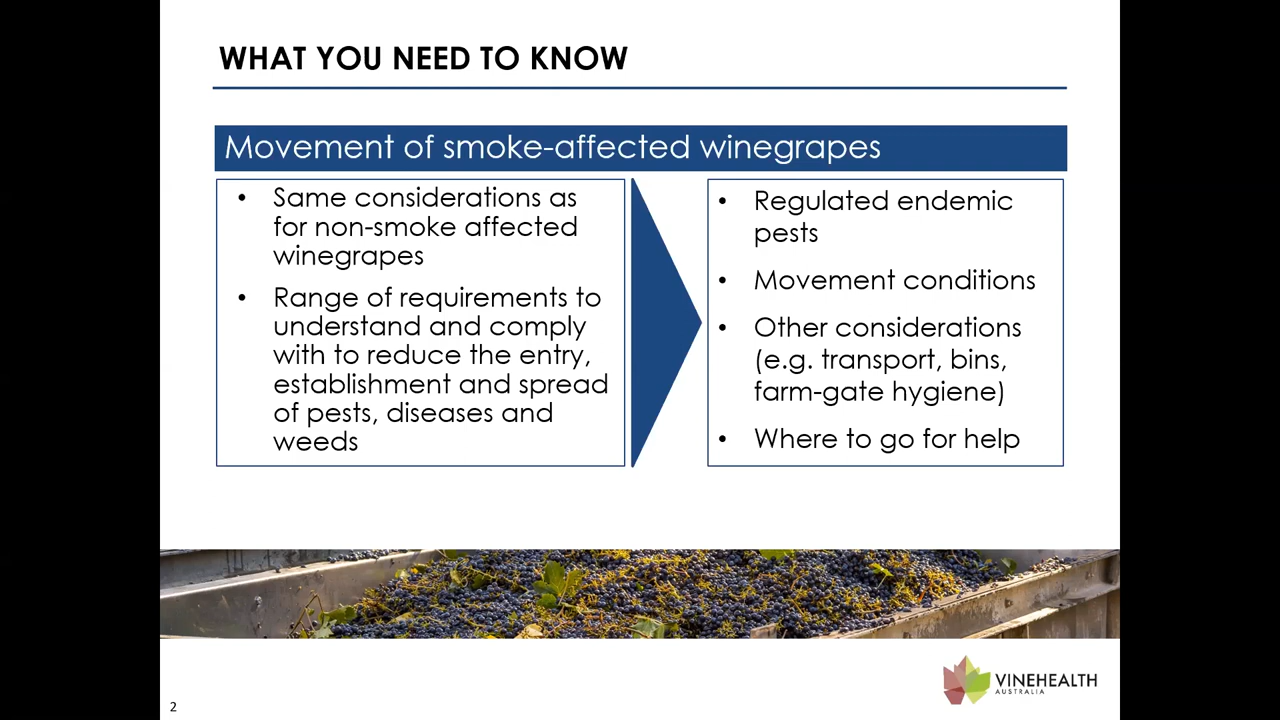 WHAT YOU NEED TO KNOW
Movement of smoke-affected winegrapes
• Same considerations as
for non-smoke affected
winegrapes
• Range of requirements to
understand and comply
with to reduce the entry,
establishment and spread
of pests, diseases and
weeds
• Regulated endemic
pests
• Movement conditions
• Other considerations
(e.g. transport, bins,
farm-gate hygiene)
• Where to go for help
VINEHEALTH
AUSTRALIA
2